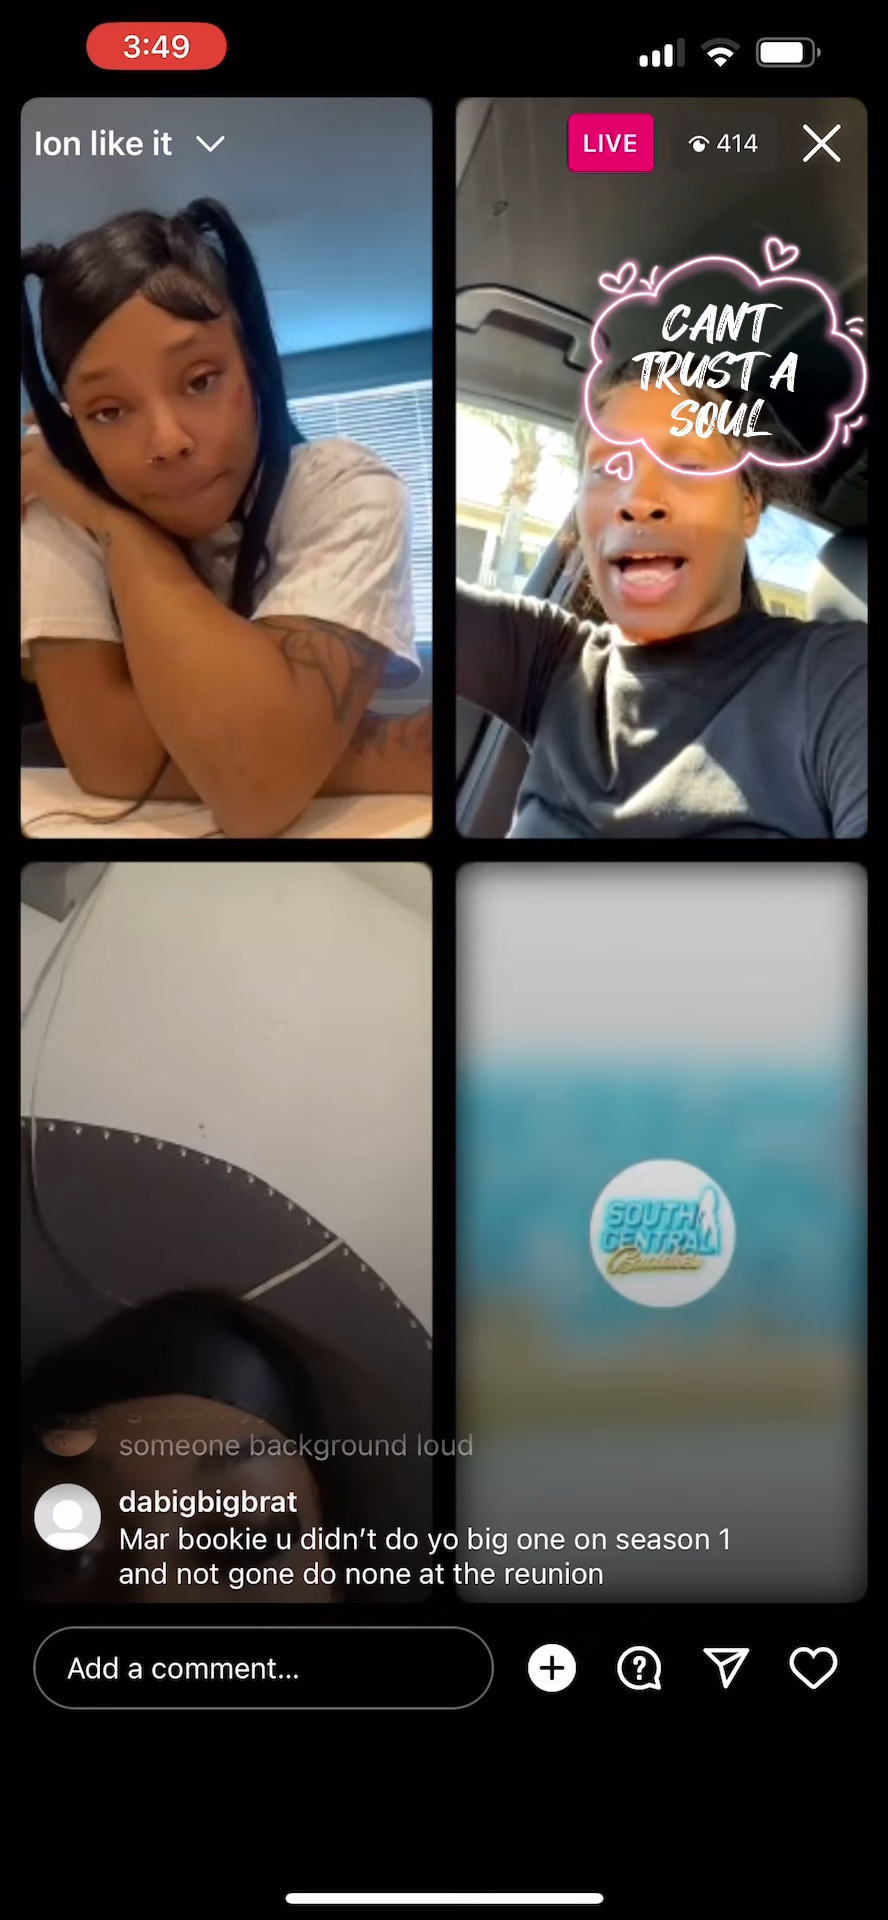 3:49
Ion like it
LIVE
414
CANT
TRUST A
SOUL
SOUTH
CENTRAL
Baddies
someone background loud
dabigbigbrat
Mar bookie u didn't do yo big one on season 1
and not gone do none at the reunion
Add a comment...